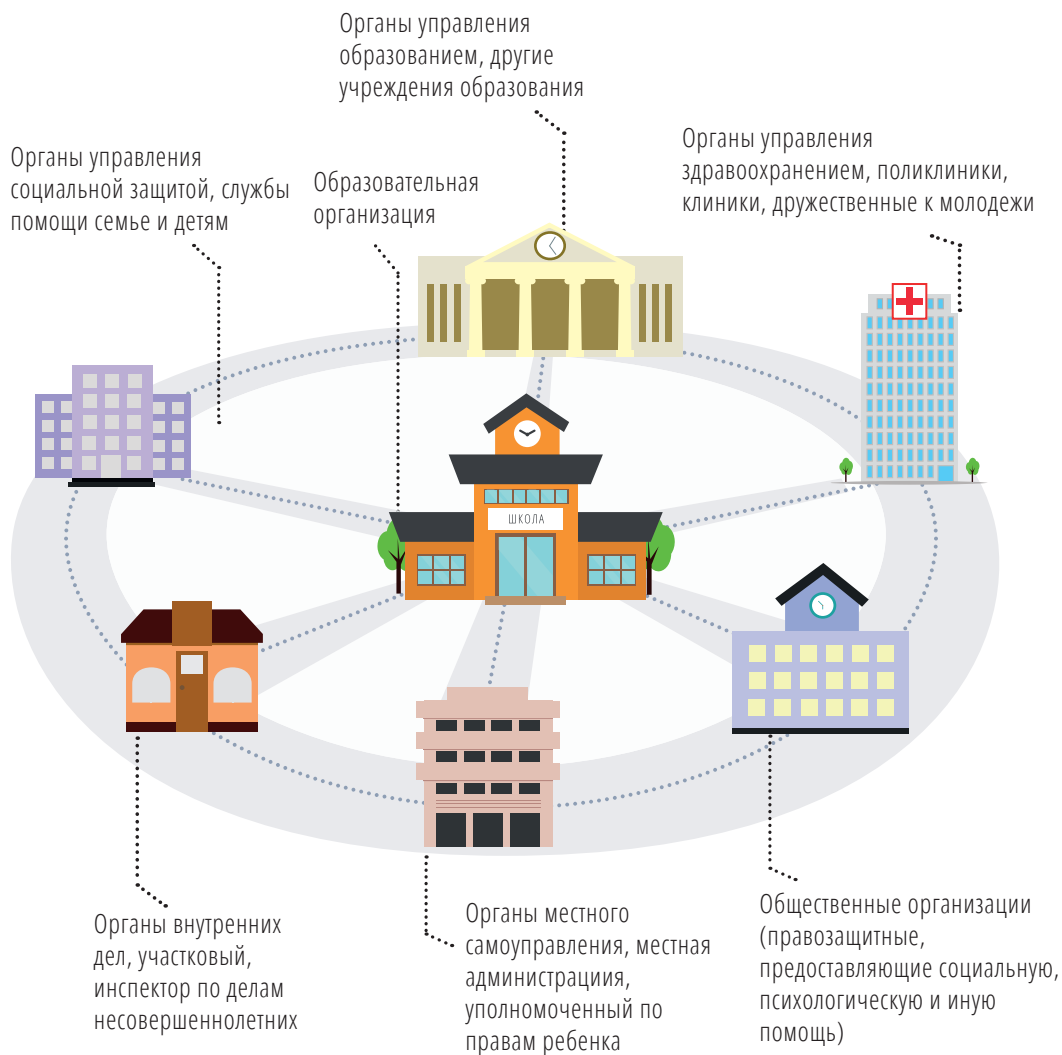 Органы управления
образованием, другие
учреждения образования
Органы управления
социальной защитой, службы
помощи семье и детям
Образовательная
организация
Органы управления
здравоохранением, поликлиники,
клиники, дружественные к молодежи
ШКОЛА
Органы внутренних
дел, участковый,
инспектор по делам
несовершеннолетних
Органы местного
самоуправления, местная
администрациия,
уполномоченный по
правам ребенка
Общественные организации
(правозащитные,
предоставляющие социальную,
психологическую и иную
помощь)